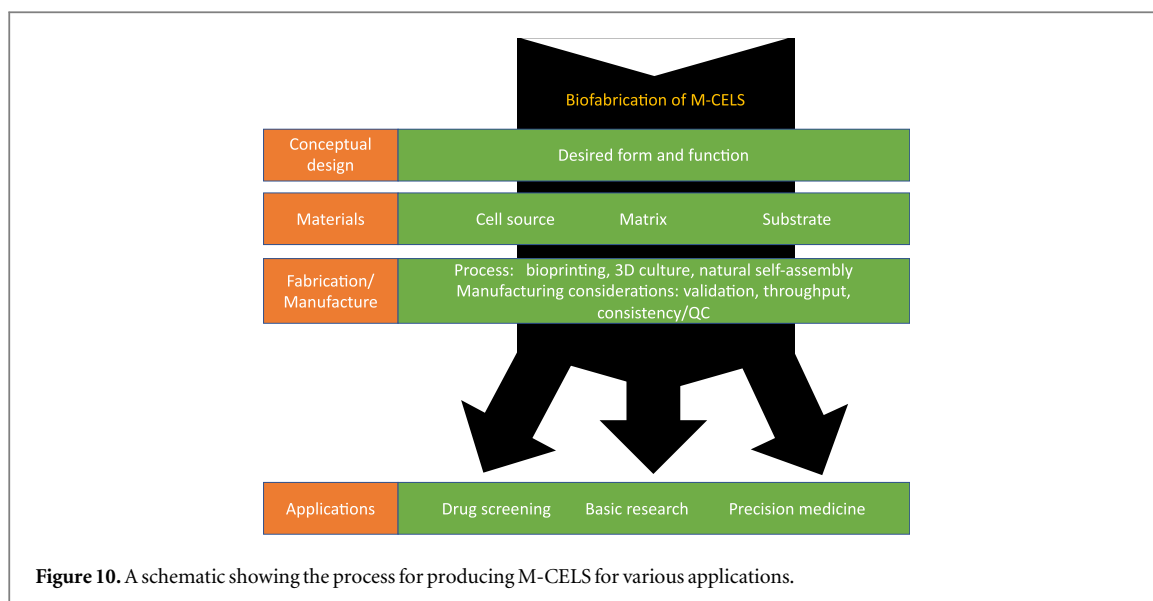 Biofabrication of M-CELS
Conceptual
design
Desired form and function
Materials
Cell source Matrix Substrate
Fabrication/
Manufacture
Process: bioprinting, 3D culture, natural self-assembly
Manufacturing considerations: validation, throughput,
consistency/QC
Applications
Drug screening Basic research Precision medicine
Figure 10. A schematic showing the process for producing M-CELS for various applications.